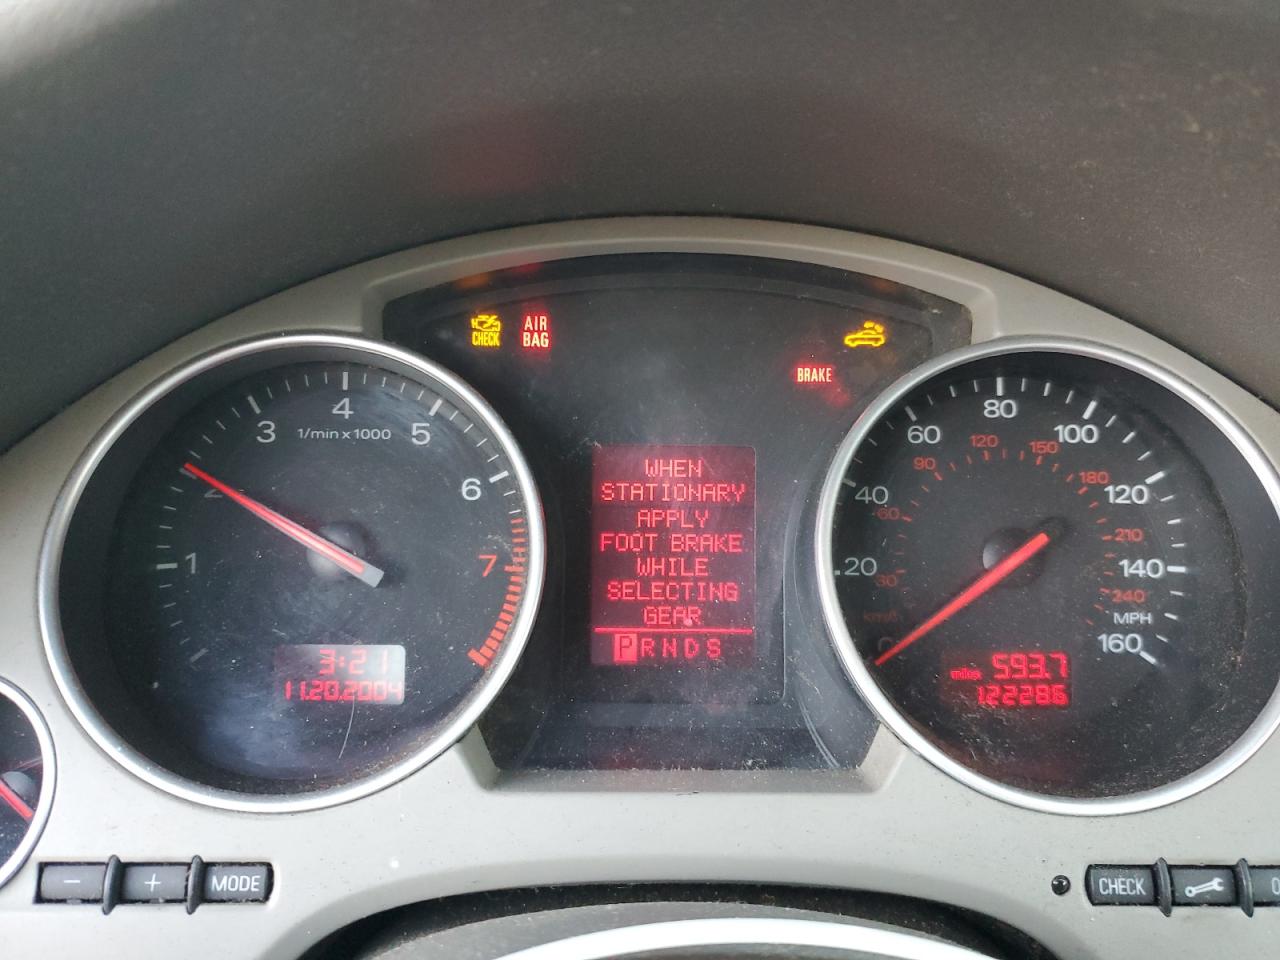 CHECK
AIR
BAG
BRAKE
1
2
3
4
5
6
7
1/min x 1000
3:21
11.20.2004
WHEN
STATIONARY
APPLY
FOOT BRAKE
WHILE
SELECTING
GEAR
P R N D S
20
40
60
80
100
120
140
160
MPH
30
60
90
120
150
180
210
240
km/h
miles 593.7
122286
- + MODE
CHECK